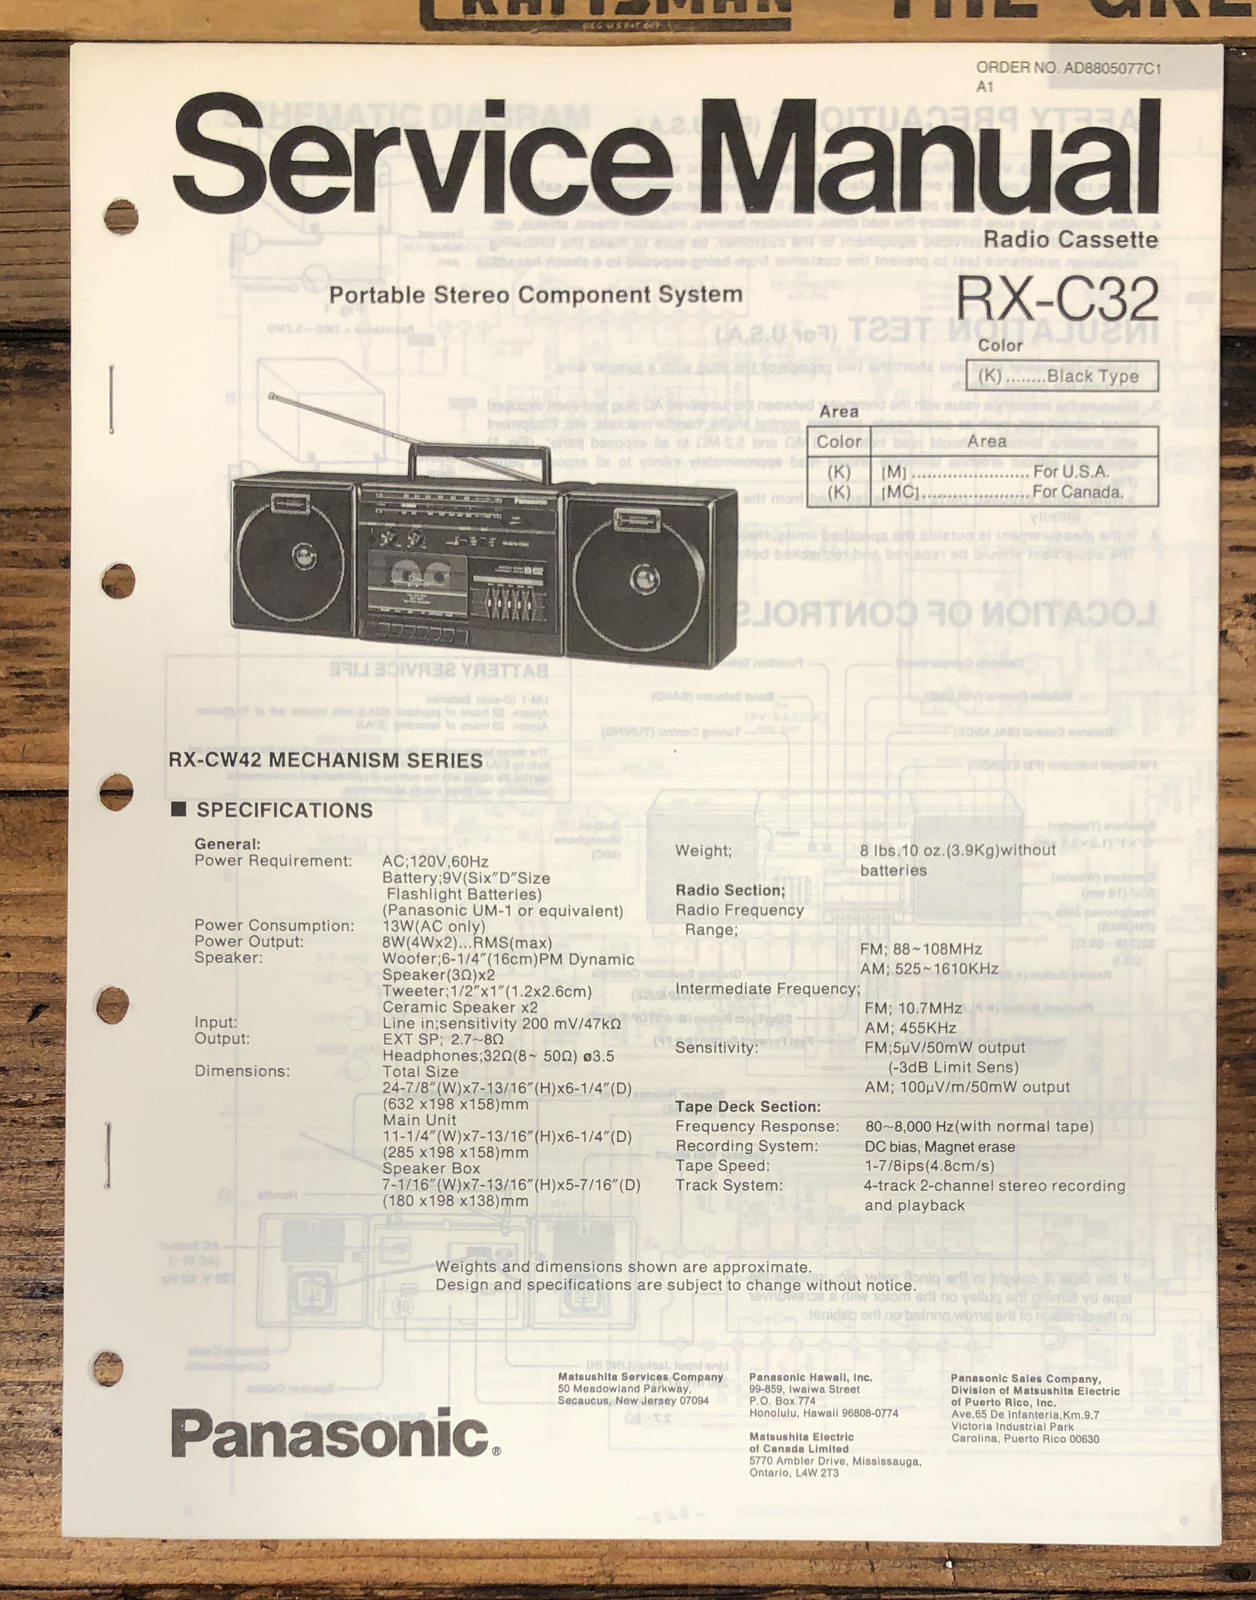 CRAFTSMAN
THE GRE
ORDER NO. AD8805077C1
A1
Service Manual
Radio Cassette
Portable Stereo Component System
RX-C32
Color
(K)........Black Type
Area
Color Area
(K) [M]........................For U.S.A.
(K) [MC]......................For Canada.
Panasonic
RX-CW42 MECHANISM SERIES
■ SPECIFICATIONS
General:
Power Requirement: AC;120V,60Hz
Battery;9V(Six"D"Size
Flashlight Batteries)
(Panasonic UM-1 or equivalent)
Power Consumption: 13W(AC only)
Power Output: 8W(4Wx2)...RMS(max)
Speaker: Woofer;6-1/4"(16cm)PM Dynamic
Speaker(3Ω)x2
Tweeter;1/2"x1"(1.2x2.6cm)
Ceramic Speaker x2
Input: Line in;sensitivity 200 mV/47kΩ
Output: EXT SP; 2.7~8Ω
Headphones;32Ω(8~ 50Ω) ø3.5
Dimensions: Total Size
24-7/8"(W)x7-13/16"(H)x6-1/4"(D)
(632 x198 x158)mm
Main Unit
11-1/4"(W)x7-13/16"(H)x6-1/4"(D)
(285 x198 x158)mm
Speaker Box
7-1/16"(W)x7-13/16"(H)x5-7/16"(D)
(180 x198 x138)mm
Weight; 8 lbs.10 oz.(3.9Kg)without
batteries
Radio Section;
Radio Frequency
Range;
FM; 88~108MHz
AM; 525~1610KHz
Intermediate Frequency;
FM; 10.7MHz
AM; 455KHz
Sensitivity: FM;5µV/50mW output
(-3dB Limit Sens)
AM; 100µV/m/50mW output
Tape Deck Section:
Frequency Response: 80~8,000 Hz(with normal tape)
Recording System: DC bias, Magnet erase
Tape Speed: 1-7/8ips(4.8cm/s)
Track System: 4-track 2-channel stereo recording
and playback
Weights and dimensions shown are approximate.
Design and specifications are subject to change without notice.
Panasonic®
Matsushita Services Company
50 Meadowland Parkway,
Secaucus, New Jersey 07094
Panasonic Hawaii, Inc.
99-859, Iwaiwa Street
P.O. Box 774
Honolulu, Hawaii 96808-0774
Matsushita Electric
of Canada Limited
5770 Ambler Drive, Mississauga,
Ontario, L4W 2T3
Panasonic Sales Company,
Division of Matsushita Electric
of Puerto Rico, Inc.
Ave.65 De Infanteria,Km.9.7
Victoria Industrial Park
Carolina, Puerto Rico 00630